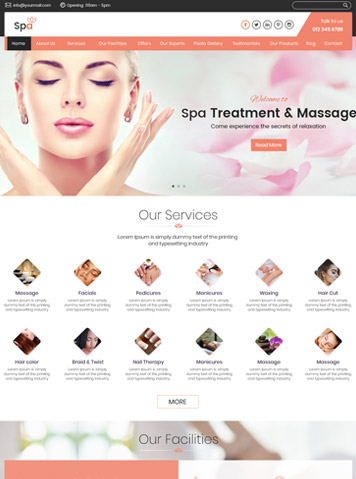 info@yourmail.com Opening: 09am - 5pm
Spa
Talk to us
012 345 6789
Home About Us Services Our Facilities Offers Our Experts Photo Gallery Testimonials Our Products Blog Contact
Welcome to
Spa Treatment & Massage
Come experience the secrets of relaxation
Read More
Our Services
Lorem Ipsum is simply dummy text of the printing
and typesetting industry
Massage Facials Pedicures Manicures Waxing Hair Cut
Lorem Ipsum is simply Lorem Ipsum is simply Lorem Ipsum is simply Lorem Ipsum is simply Lorem Ipsum is simply Lorem Ipsum is simply
dummy text of the printing dummy text of the printing dummy text of the printing dummy text of the printing dummy text of the printing dummy text of the printing
and typesetting industry and typesetting industry and typesetting industry and typesetting industry and typesetting industry and typesetting industry
Hair color Braid & Twist Nail Therapy Manicures Massage Massage
Lorem Ipsum is simply Lorem Ipsum is simply Lorem Ipsum is simply Lorem Ipsum is simply Lorem Ipsum is simply Lorem Ipsum is simply
dummy text of the printing dummy text of the printing dummy text of the printing dummy text of the printing dummy text of the printing dummy text of the printing
and typesetting industry and typesetting industry and typesetting industry and typesetting industry and typesetting industry and typesetting industry
MORE
Our Facilities